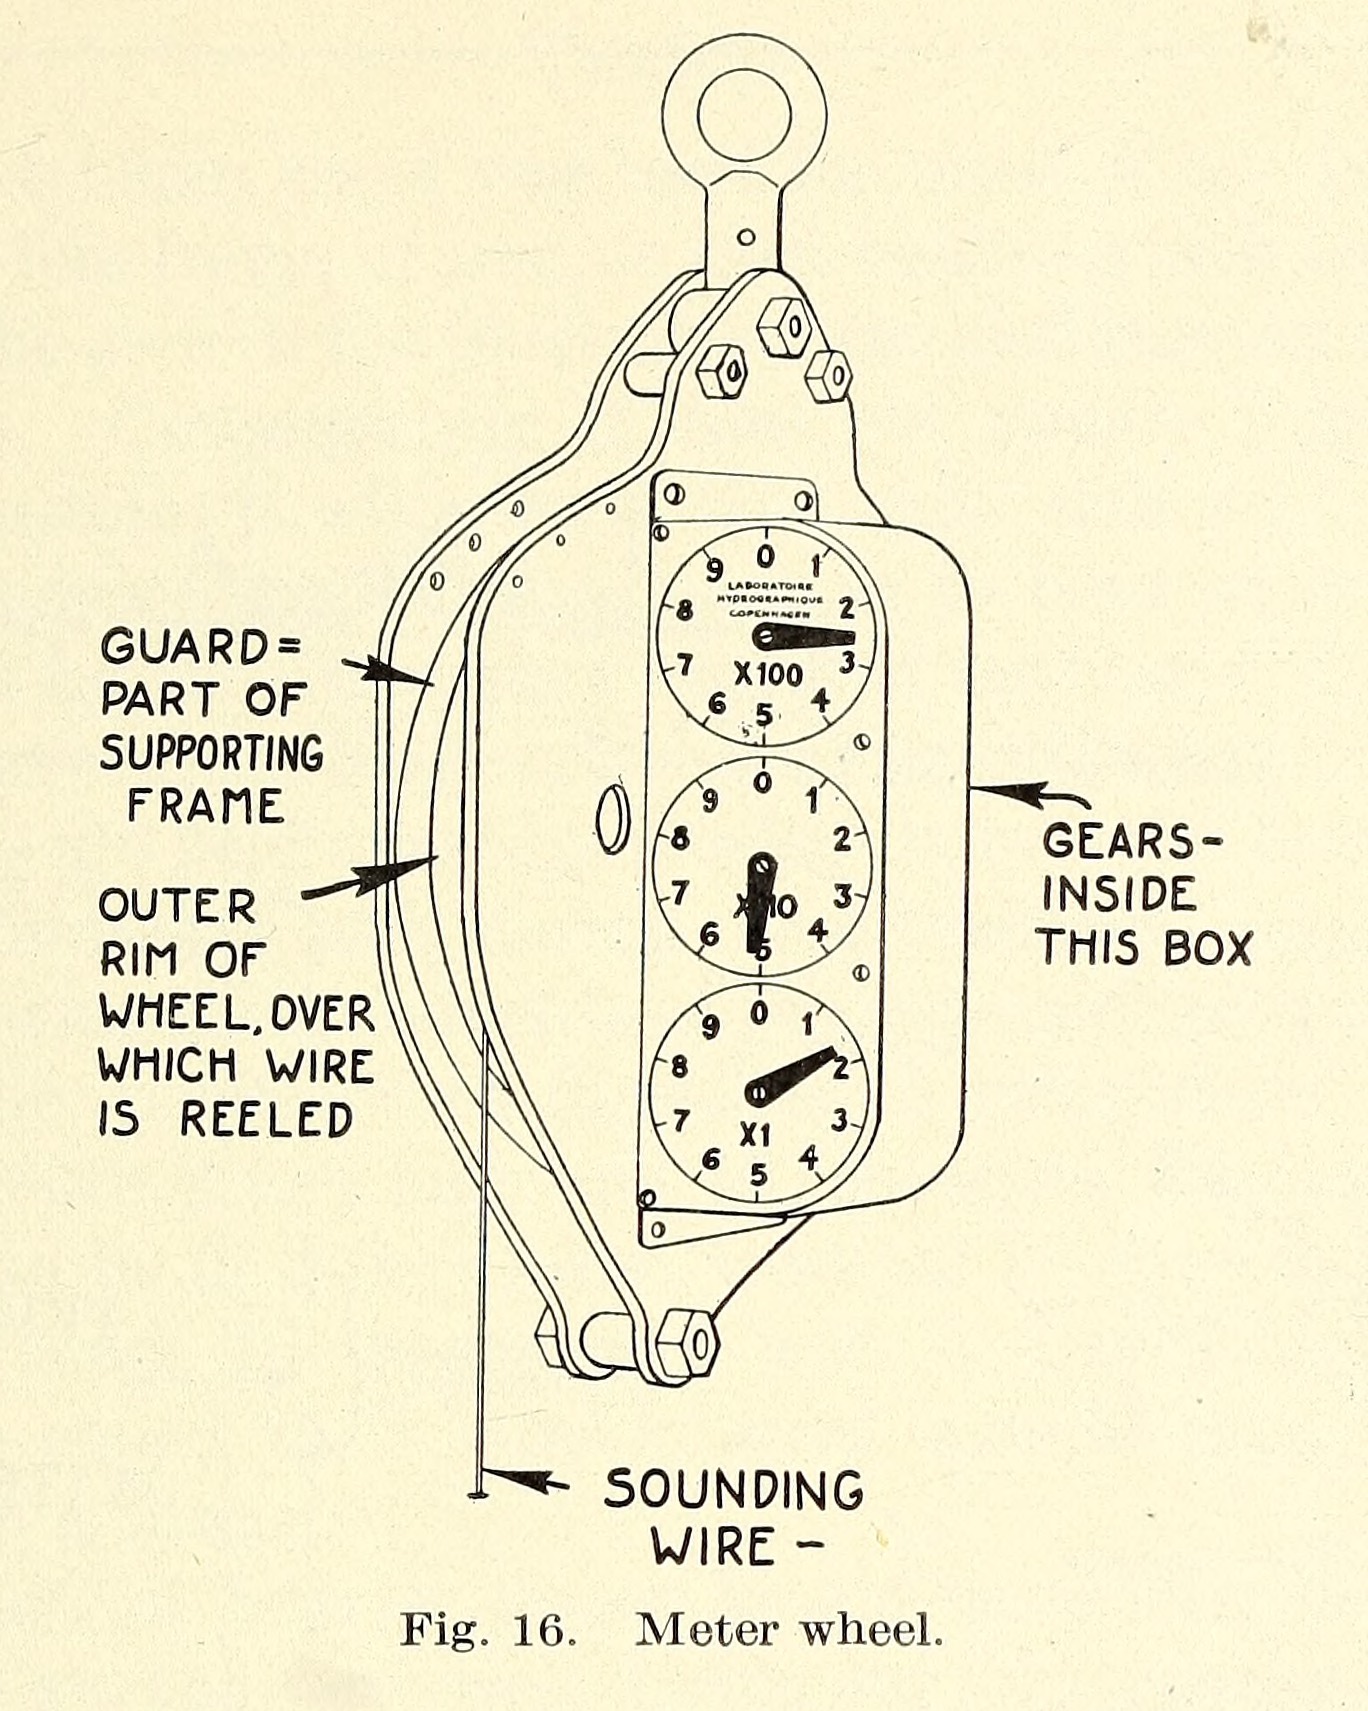 0
9
1
LABORATOIRE
HYDROGRAPHIQUE
COPENHAGEN
8
2
7
3
X100
6
4
5
GUARD=
PART OF
SUPPORTING
FRAME
0
9
1
8
2
7
3
X10
6
4
5
GEARS-
INSIDE
THIS BOX
OUTER
RIM OF
WHEEL, OVER
WHICH WIRE
IS REELED
0
9
1
8
2
7
3
X1
6
4
5
SOUNDING
WIRE -
Fig. 16. Meter wheel.